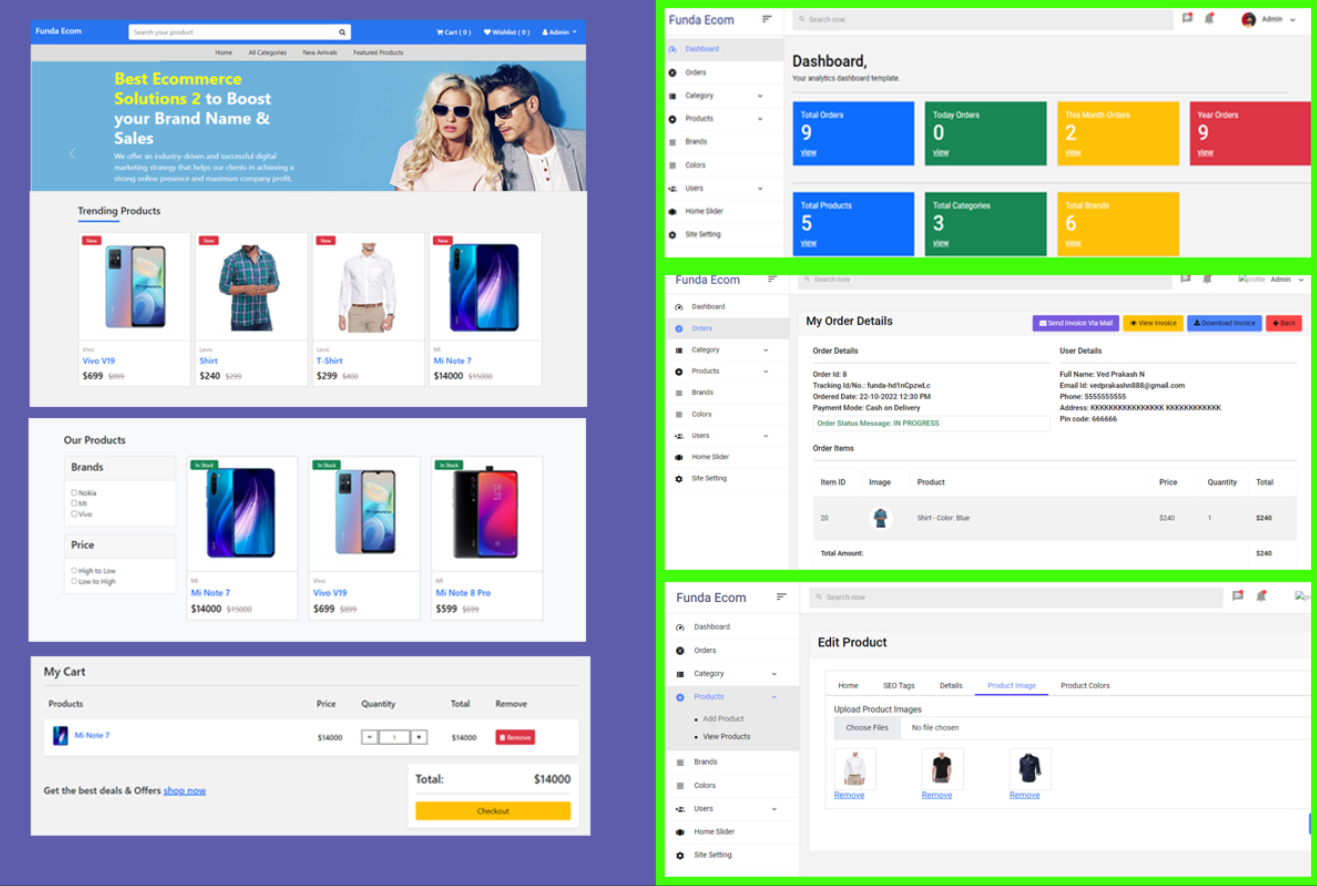 Funda Ecom
Search your product
Cart ( 0 )
Wishlist ( 0 )
Admin
Home All Categories New Arrivals Featured Products
Best Ecommerce
Solutions 2 to Boost
your Brand Name &
Sales
We offer an industry-driven and successful digital
marketing strategy that helps our clients in achieving a
strong online presence and maximum company profit.
Trending Products
New New New New
Vivo Levis Levis MI
Vivo V19 Shirt T-Shirt Mi Note 7
$699 $899 $240 $299 $299 $400 $14000 $15000
Our Products
Brands
Nokia
MI
Vivo
Price
High to Low
Low to High
In Stock In Stock In Stock
MI Vivo MI
Mi Note 7 Vivo V19 Mi Note 8 Pro
$14000 $15000 $699 $899 $599 $699
My Cart
Products Price Quantity Total Remove
Mi Note 7 $14000 - 1 + $14000 Remove
Get the best deals & Offers shop now
Total: $14000
Checkout
Funda Ecom
Search now
Admin
Dashboard
Orders
Category
Products
Brands
Colors
Users
Home Slider
Site Setting
Dashboard,
Your analytics dashboard template.
Total Orders Today Orders This Month Orders Year Orders
9 0 2 9
view view view view
Total Products Total Categories Total Brands
5 3 6
view view view
Funda Ecom
Search now
profile Admin
Dashboard
Orders
Category
Products
Brands
Colors
Users
Home Slider
Site Setting
My Order Details
Send Invoice Via Mail View Invoice Download Invoice Back
Order Details
Order Id: 8
Tracking Id/No.: funda-hd1nCpzwLc
Ordered Date: 22-10-2022 12:30 PM
Payment Mode: Cash on Delivery
Order Status Message: IN PROGRESS
User Details
Full Name: Ved Prakash N
Email Id: vedprakashn888@gmail.com
Phone: 5555555555
Address: KKKKKKKKKKKKKKKK KKKKKKKKKKKK
Pin code: 666666
Order Items
Item ID Image Product Price Quantity Total
20 Shirt - Color: Blue $240 1 $240
Total Amount: $240
Funda Ecom
Search now
Dashboard
Orders
Category
Products
Add Product
View Products
Brands
Colors
Users
Home Slider
Site Setting
Edit Product
Home SEO Tags Details Product Image Product Colors
Upload Product Images
Choose Files No file chosen
Remove Remove Remove